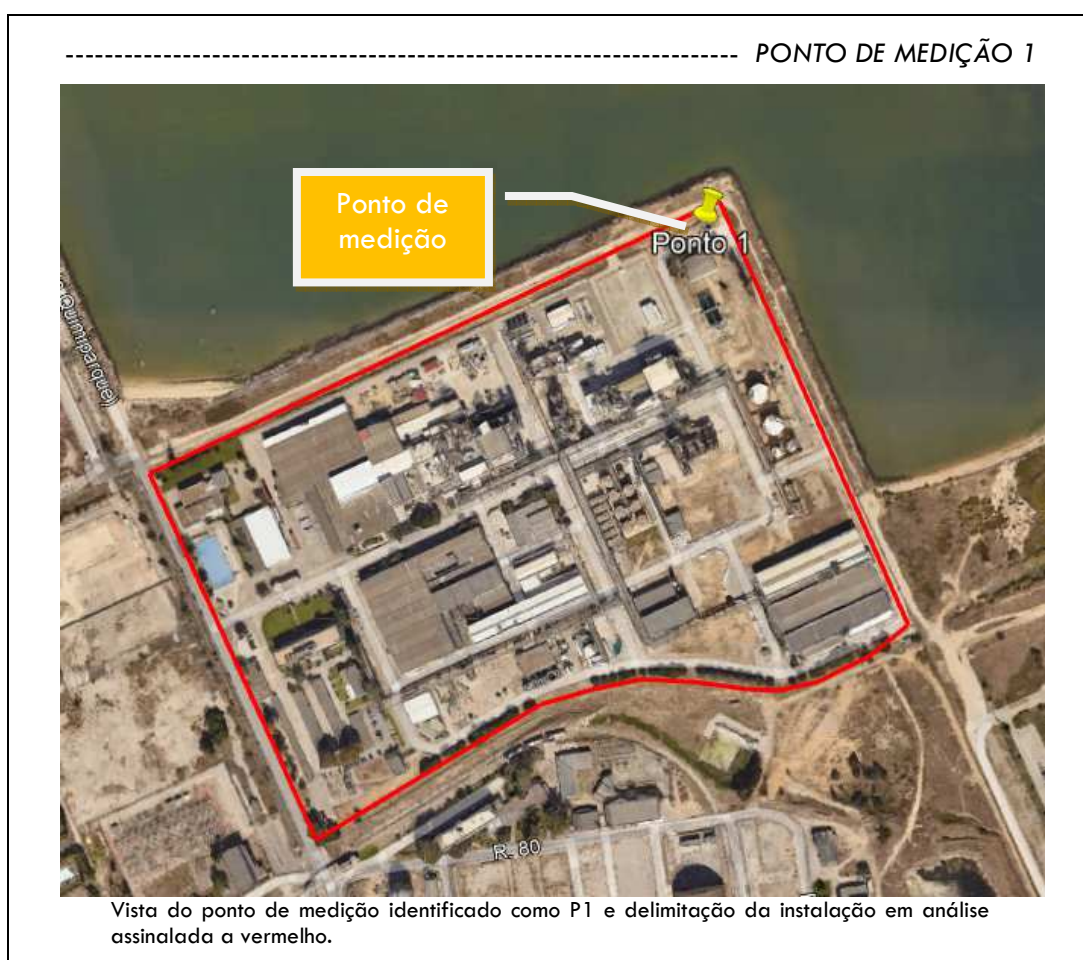 PONTO DE MEDIÇÃO 1
Ponto de
medição
Ponto 1
Quimiparque)
R. 80
Vista do ponto de medição identificado como P1 e delimitação da instalação em análise
assinalada a vermelho.